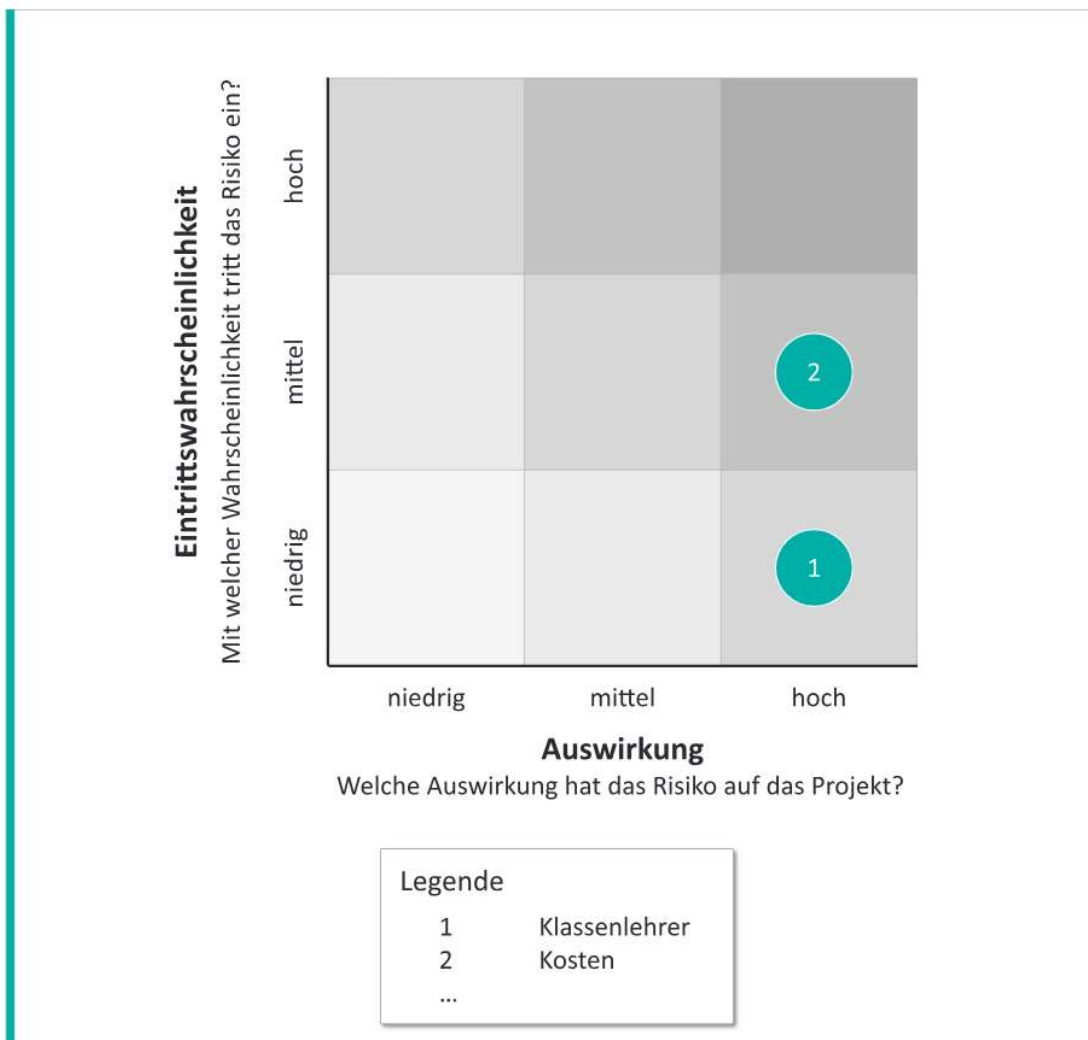 Eintrittswahrscheinlichkeit
Mit welcher Wahrscheinlichkeit tritt das Risiko ein?
hoch
mittel
2
niedrig
1
niedrig mittel hoch
Auswirkung
Welche Auswirkung hat das Risiko auf das Projekt?
Legende
1 Klassenlehrer
2 Kosten
...